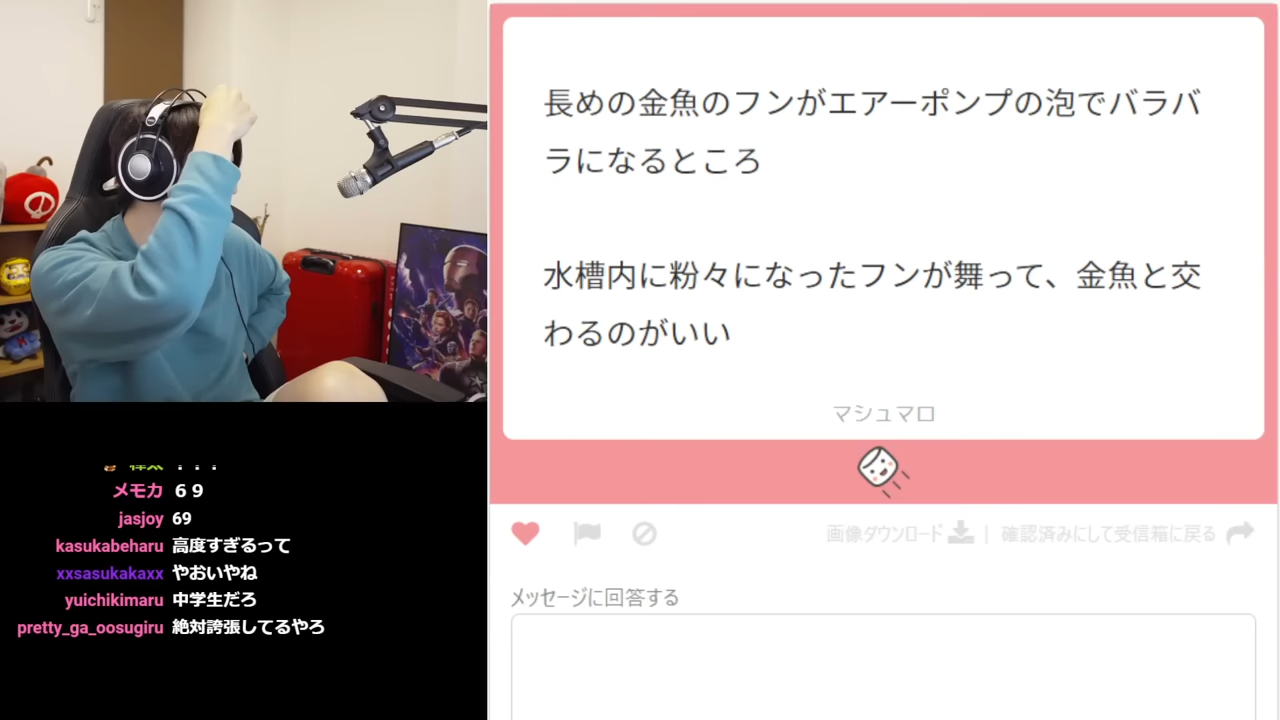 長めの金魚のフンがエアーポンプの泡でバラバ
ラになるところ
水槽内に粉々になったフンが舞って、金魚と交
わるのがいい
マシュマロ
画像ダウンロード | 確認済みにして受信箱に戻る
メッセージに回答する
メモカ 6 9
jasjoy 69
kasukabeharu 高度すぎるって
xxsasukakaxx やおいやね
yuichikimaru 中学生だろ
pretty_ga_oosugiru 絶対誇張してるやろ